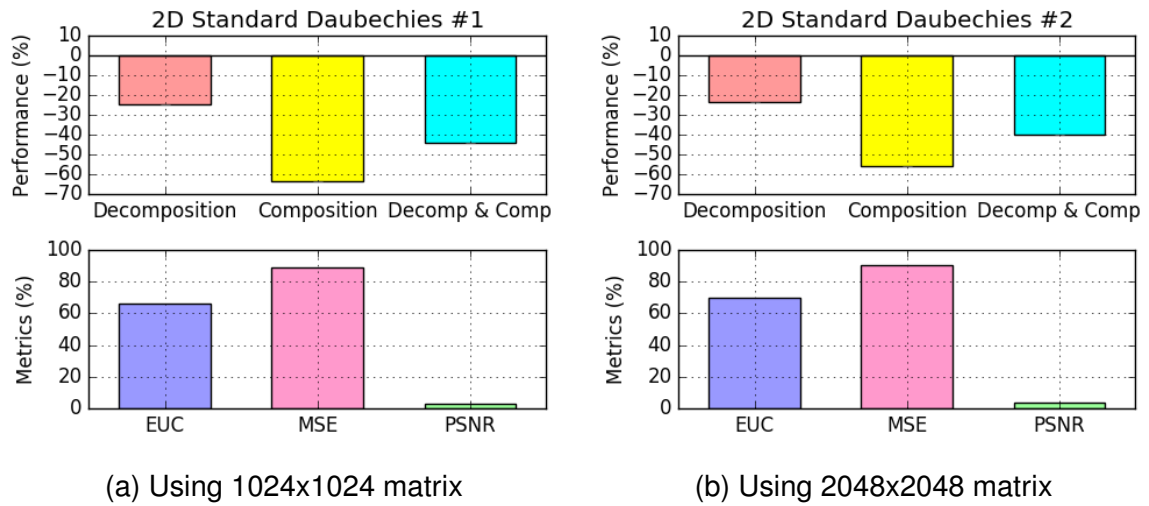 2D Standard Daubechies #1
Performance (%)
10
0
−10
−20
−30
−40
−50
−60
−70
Decomposition Composition Decomp & Comp
Metrics (%)
100
80
60
40
20
0
EUC MSE PSNR
(a) Using 1024x1024 matrix
2D Standard Daubechies #2
Performance (%)
10
0
−10
−20
−30
−40
−50
−60
−70
Decomposition Composition Decomp & Comp
Metrics (%)
100
80
60
40
20
0
EUC MSE PSNR
(b) Using 2048x2048 matrix